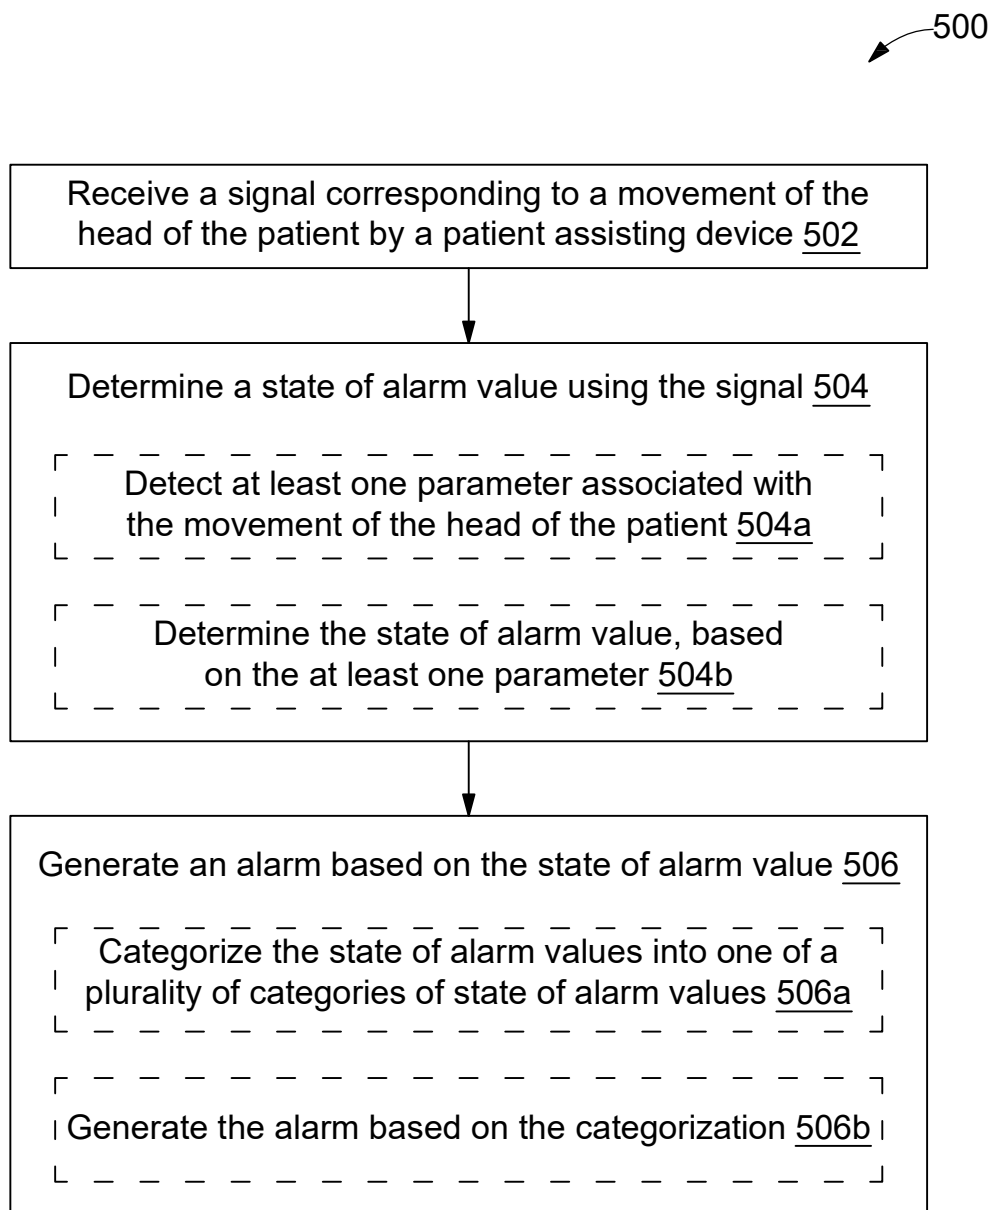 500
Receive a signal corresponding to a movement of the
head of the patient by a patient assisting device 502
Determine a state of alarm value using the signal 504
Detect at least one parameter associated with
the movement of the head of the patient 504a
Determine the state of alarm value, based
on the at least one parameter 504b
Generate an alarm based on the state of alarm value 506
Categorize the state of alarm values into one of a
plurality of categories of state of alarm values 506a
Generate the alarm based on the categorization 506b